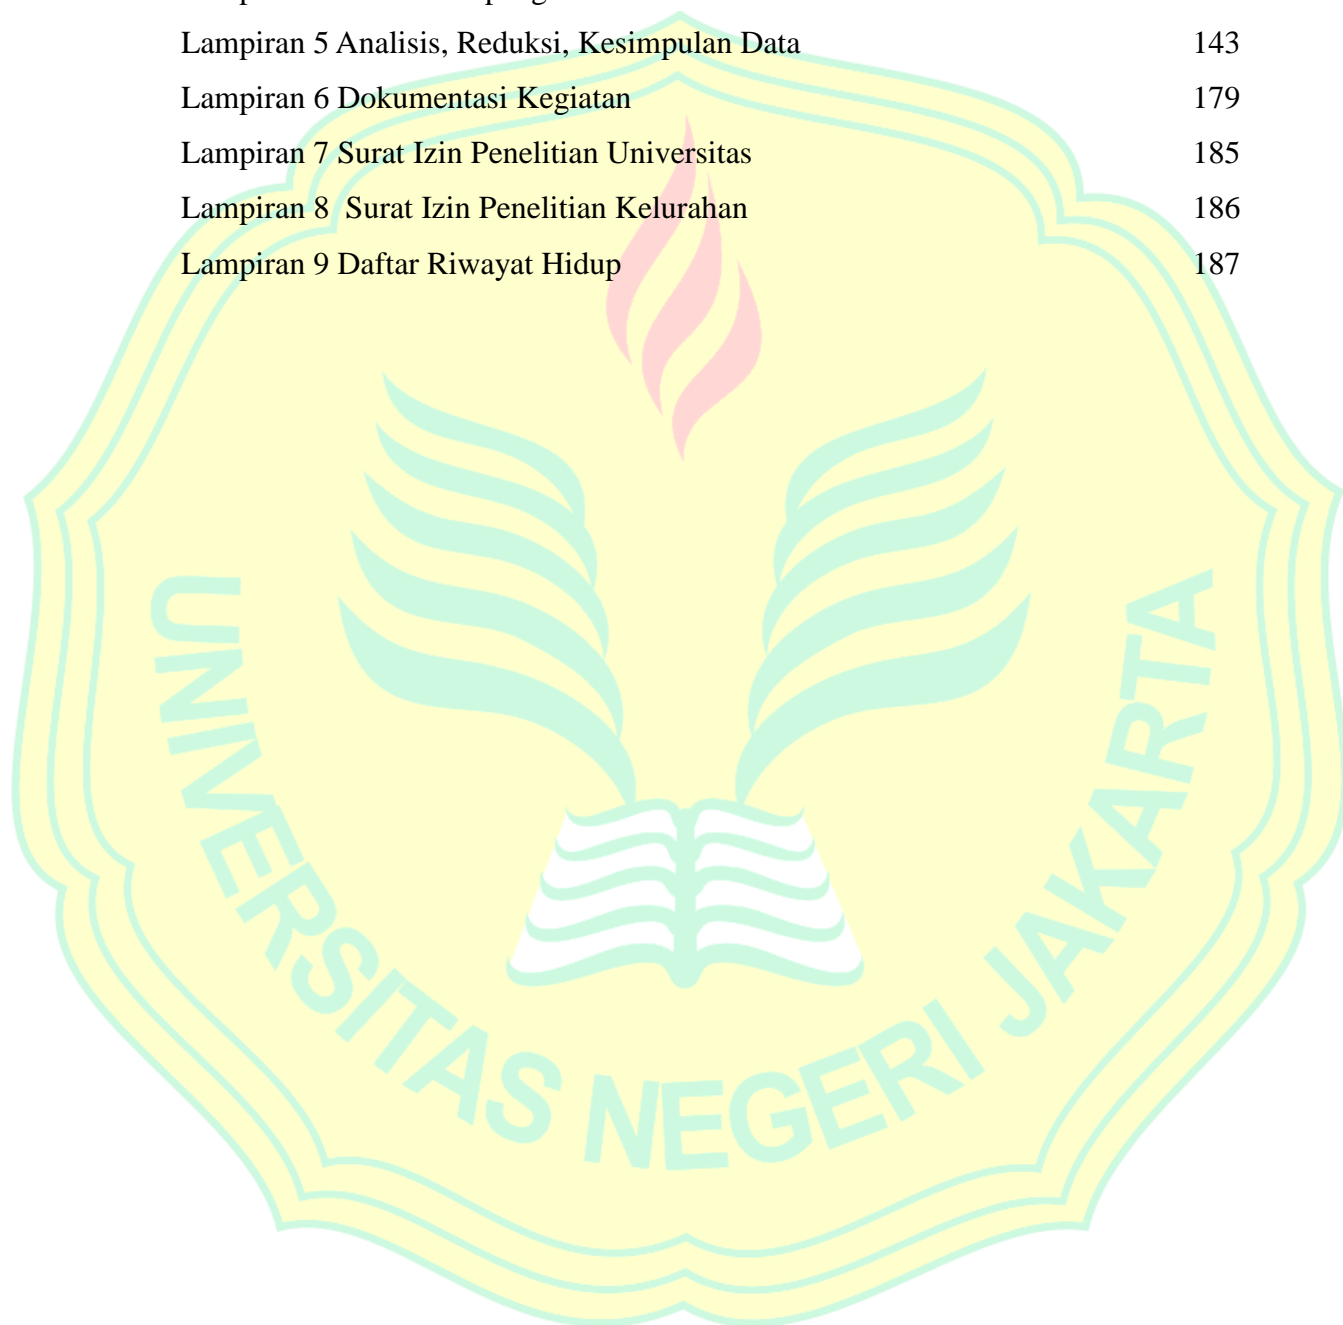 Lampiran 5 Analisis, Reduksi, Kesimpulan Data 143
Lampiran 6 Dokumentasi Kegiatan 179
Lampiran 7 Surat Izin Penelitian Universitas 185
Lampiran 8  Surat Izin Penelitian Kelurahan 186
Lampiran 9 Daftar Riwayat Hidup 187
UNIVERSITAS NEGERI JAKARTA